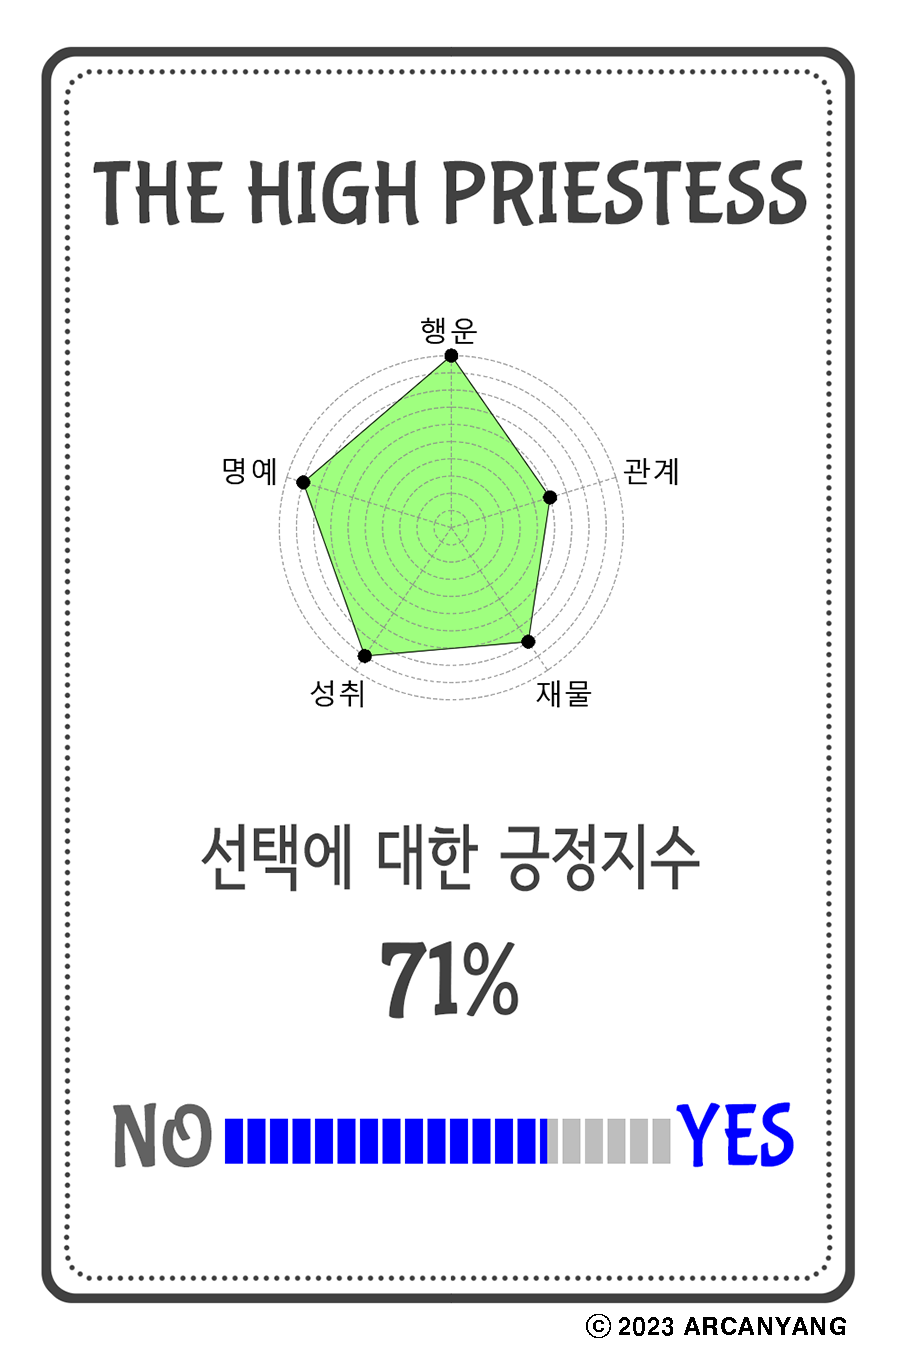 THE HIGH PRIESTESS
행운
명예
관계
성취
재물
선택에 대한 긍정지수
71%
NO YES
© 2023 ARCANYANG